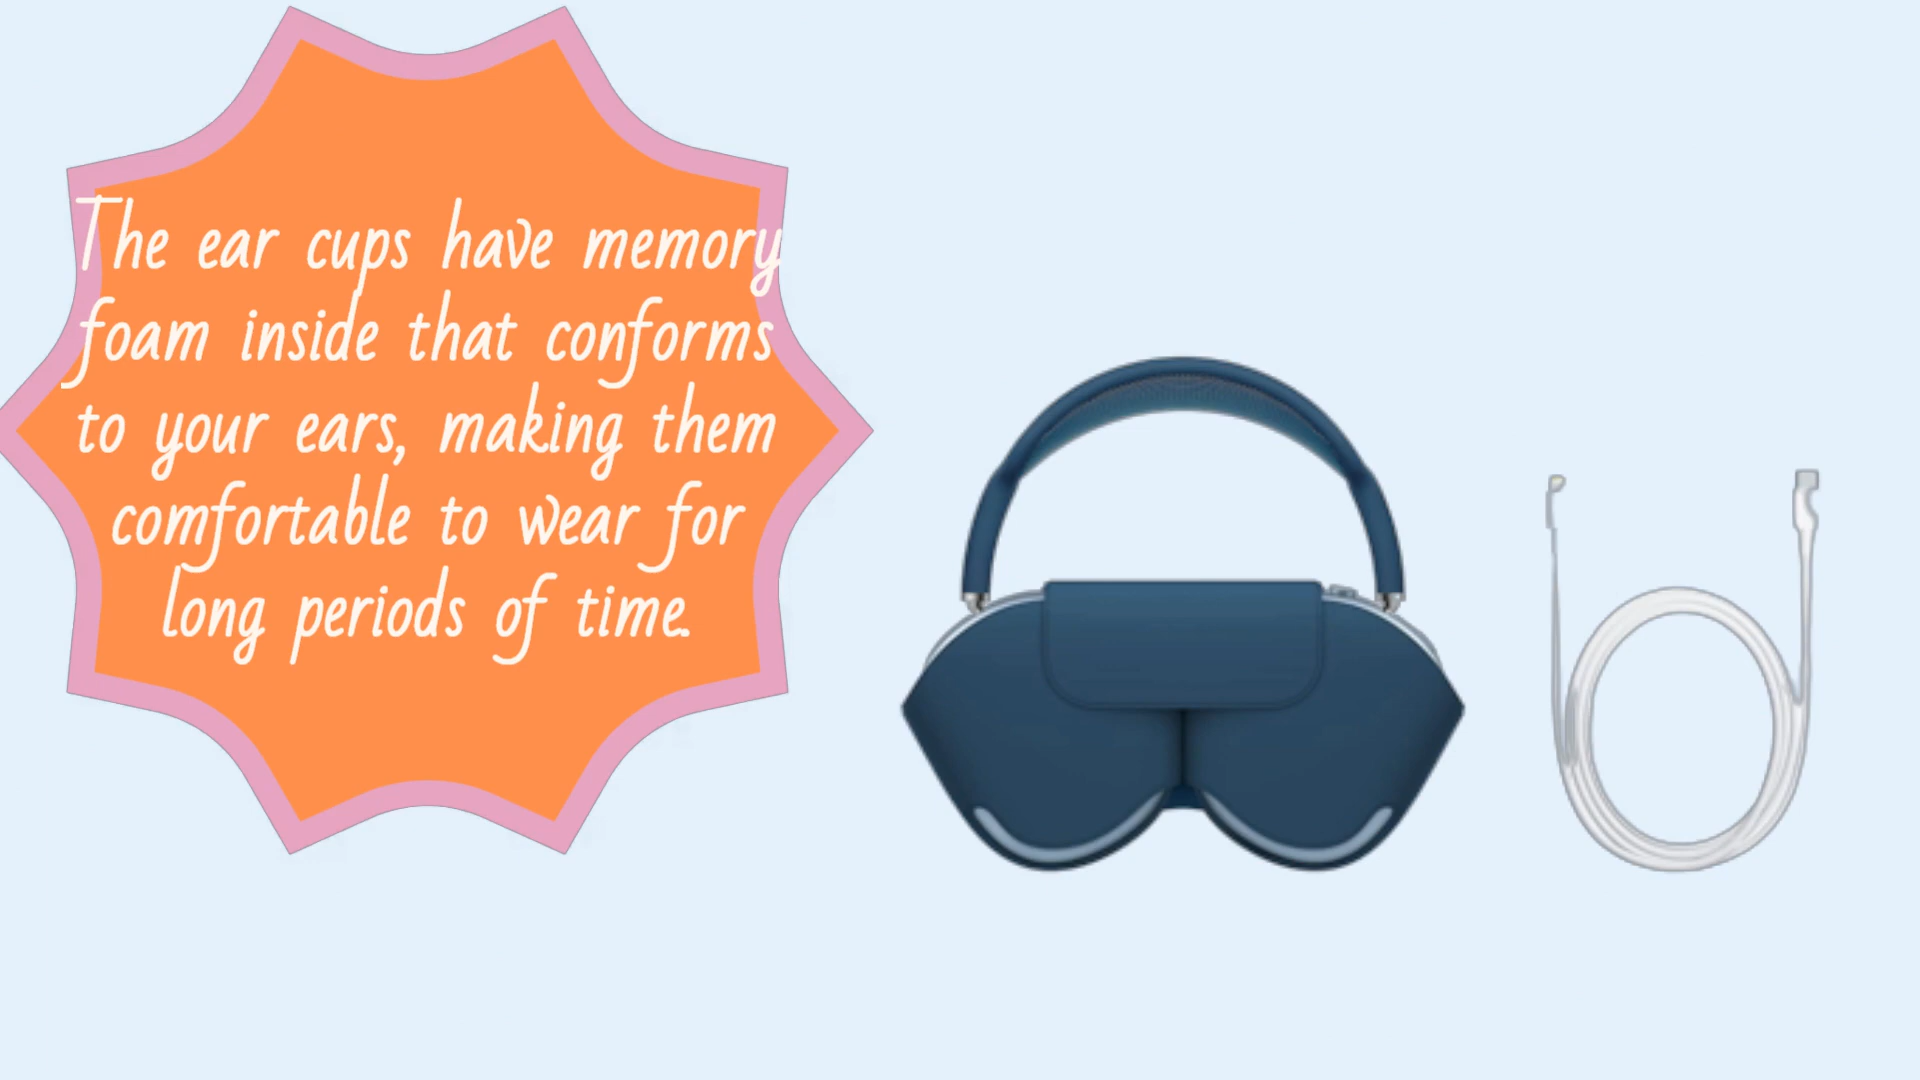 The ear cups have memory
foam inside that conforms
to your ears, making them
comfortable to wear for
long periods of time.